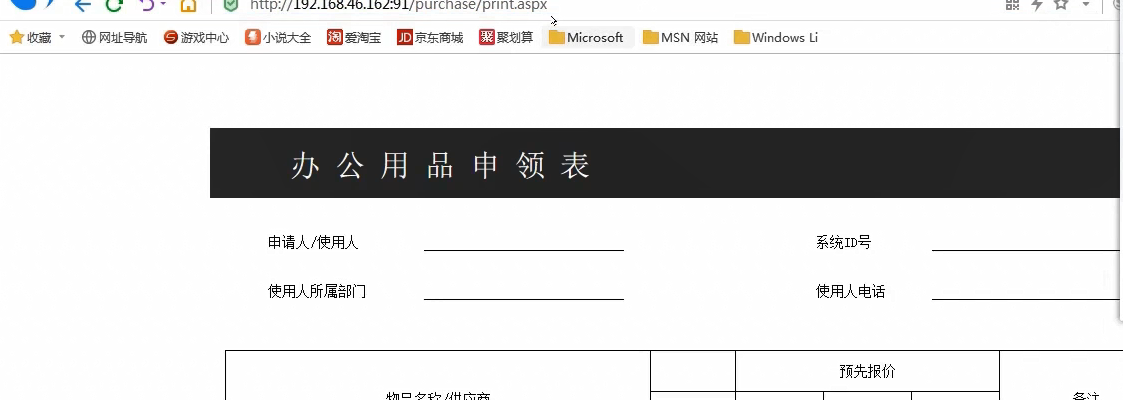 http://192.168.46.162:91/purchase/print.aspx
收藏 网址导航 游戏中心 小说大全 爱淘宝 京东商城 聚划算 Microsoft MSN 网站 Windows Li
办公用品申领表
申请人/使用人 系统ID号
使用人所属部门 使用人电话
预先报价
物品名称/供应商 备注